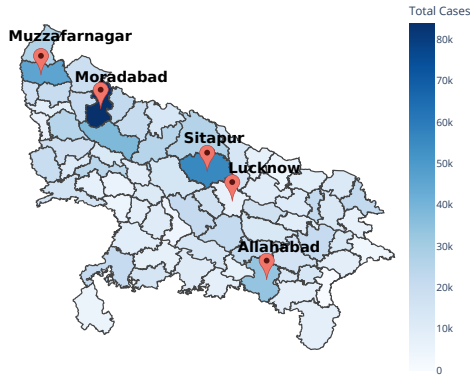 Total Cases
80k
70k
60k
50k
40k
30k
20k
10k
0
Muzzafarnagar
Moradabad
Sitapur
Lucknow
Allahabad